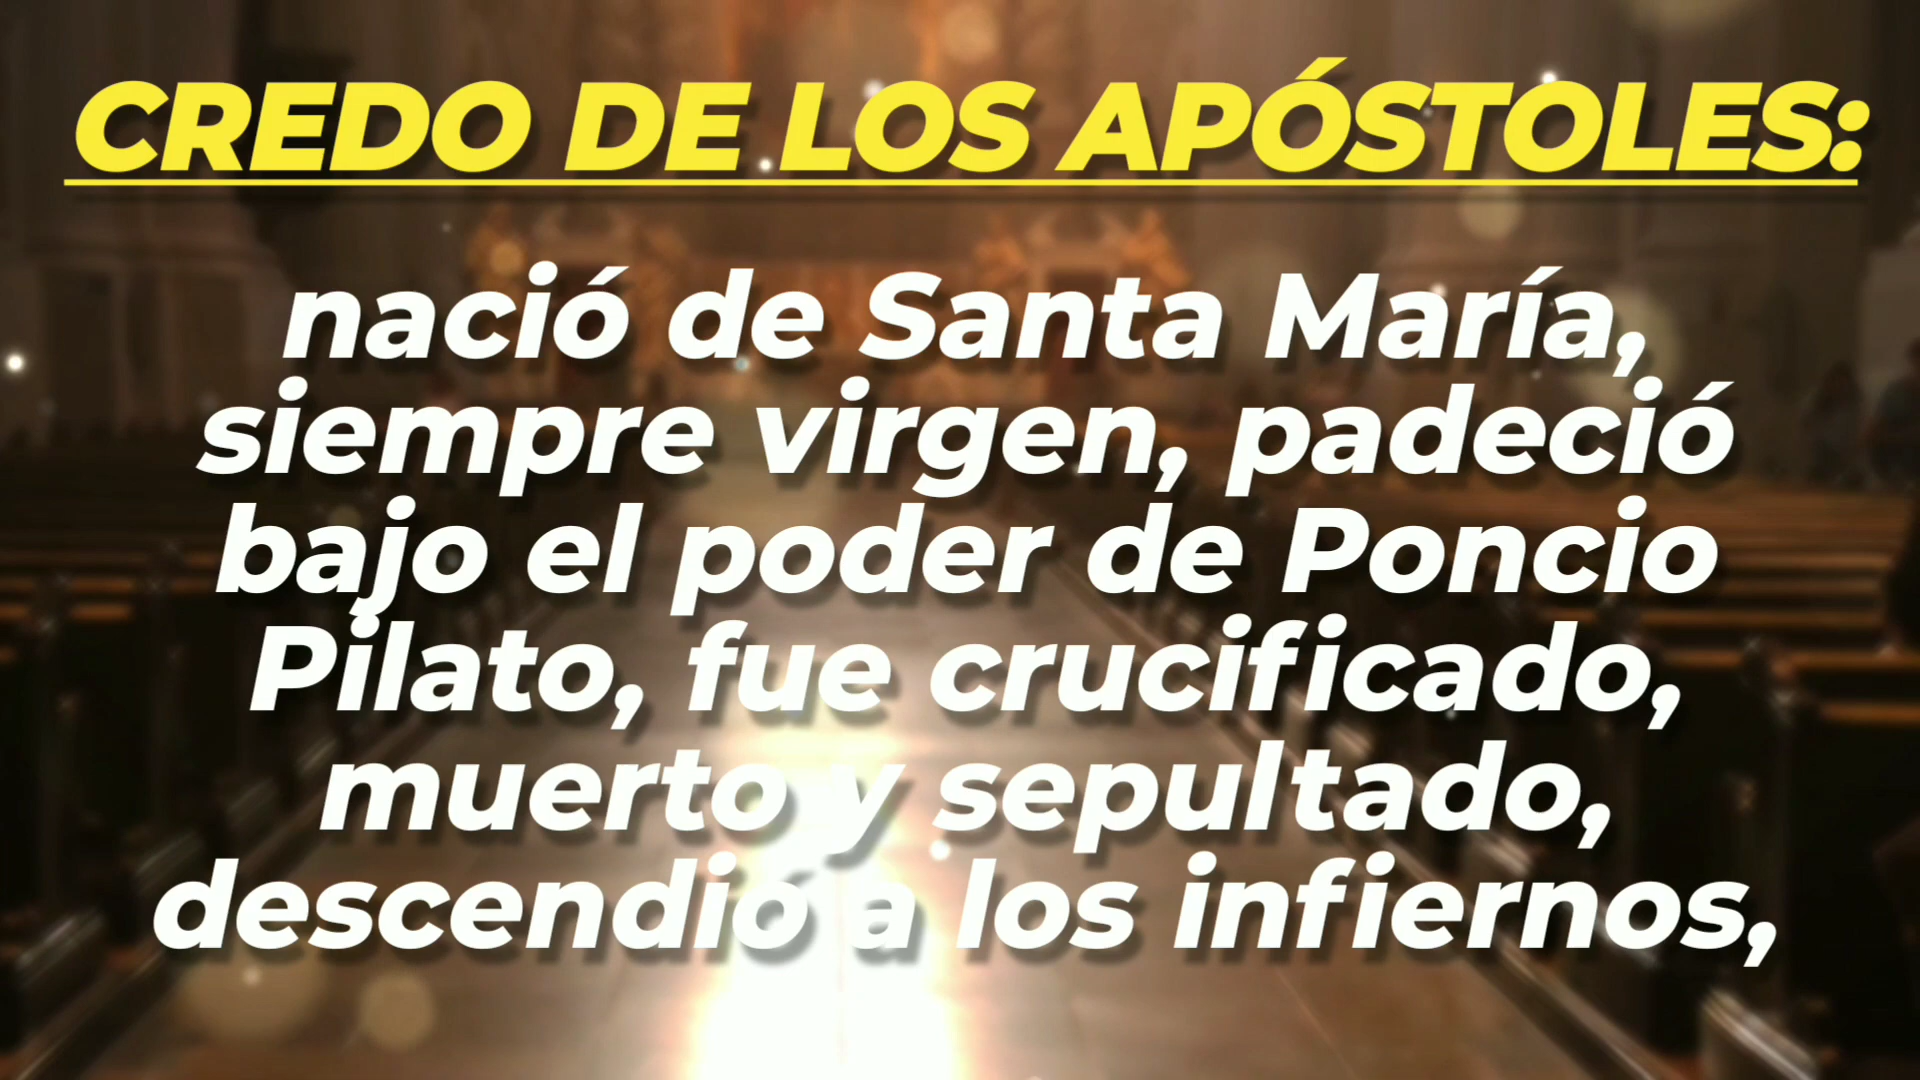 CREDO DE LOS APÓSTOLES:
nació de Santa María,
siempre virgen, padeció
bajo el poder de Poncio
Pilato, fue crucificado,
muerto y sepultado,
descendió a los infiernos,